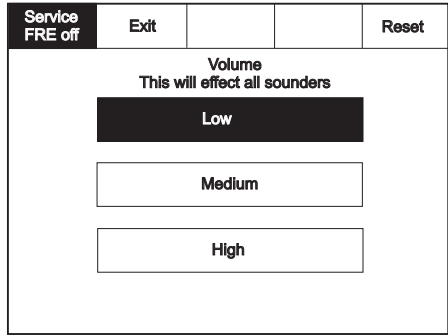 Service
FRE off
Exit
Reset
Volume
This will effect all sounders
Low
Medium
High